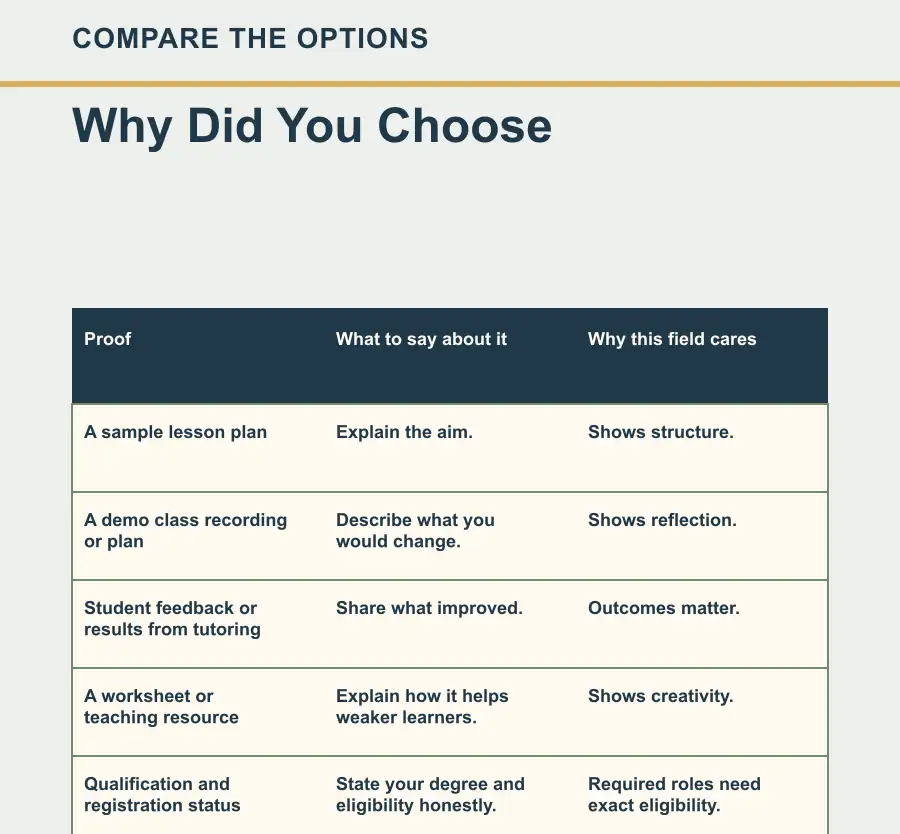 COMPARE THE OPTIONS
Why Did You Choose
Proof
What to say about it
Why this field cares
A sample lesson plan
Explain the aim.
Shows structure.
A demo class recording
or plan
Describe what you
would change.
Shows reflection.
Student feedback or
results from tutoring
Share what improved.
Outcomes matter.
A worksheet or
teaching resource
Explain how it helps
weaker learners.
Shows creativity.
Qualification and
registration status
State your degree and
eligibility honestly.
Required roles need
exact eligibility.